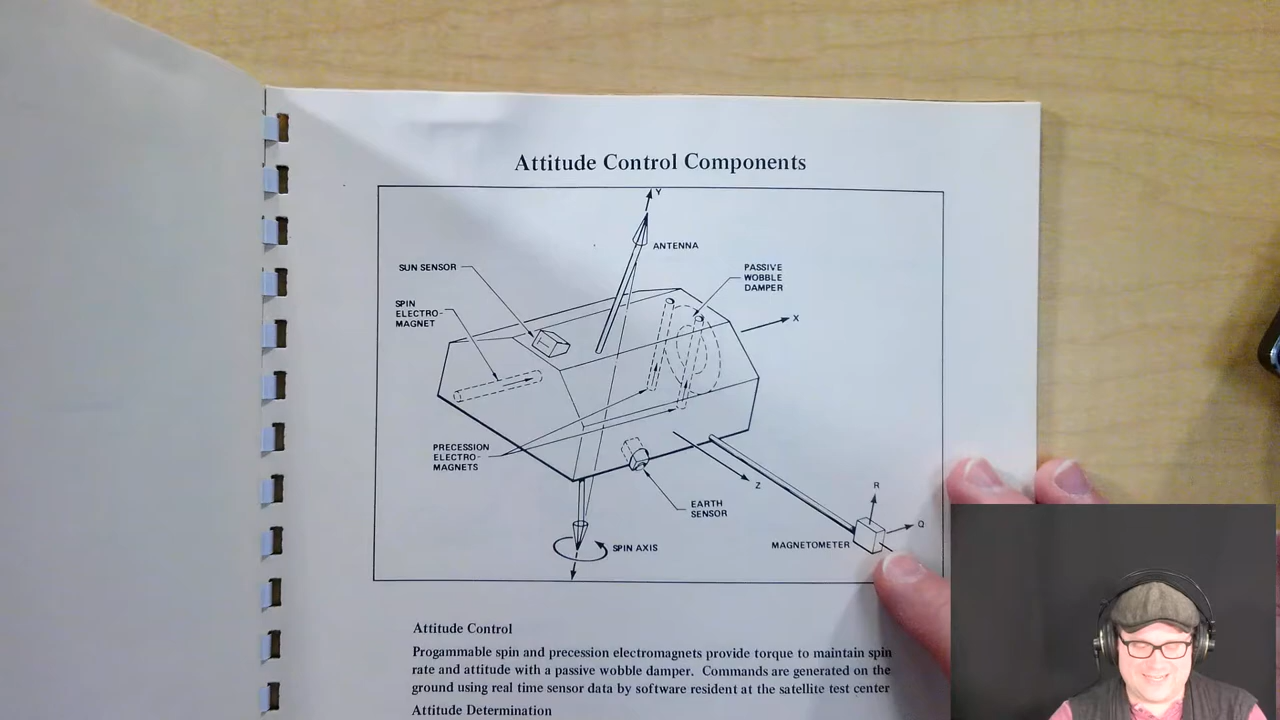 Attitude Control Components
Y
ANTENNA
SUN SENSOR
PASSIVE
WOBBLE
DAMPER
SPIN
ELECTRO-
MAGNET
X
PRECESSION
ELECTRO-
MAGNETS
Z
EARTH
SENSOR
R
Q
MAGNETOMETER
SPIN AXIS
Attitude Control
Progammable spin and precession electromagnets provide torque to maintain spin
rate and attitude with a passive wobble damper. Commands are generated on the
ground using real time sensor data by software resident at the satellite test center
Attitude Determination